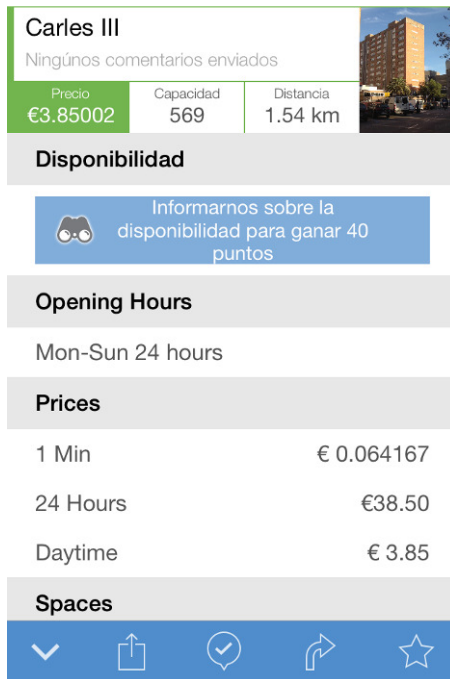 Carles III
Ningúnos comentarios enviados
Precio
€3.85002
Capacidad
569
Distancia
1.54 km
Disponibilidad
Informarnos sobre la
disponibilidad para ganar 40
puntos
Opening Hours
Mon-Sun 24 hours
Prices
1 Min € 0.064167
24 Hours €38.50
Daytime € 3.85
Spaces